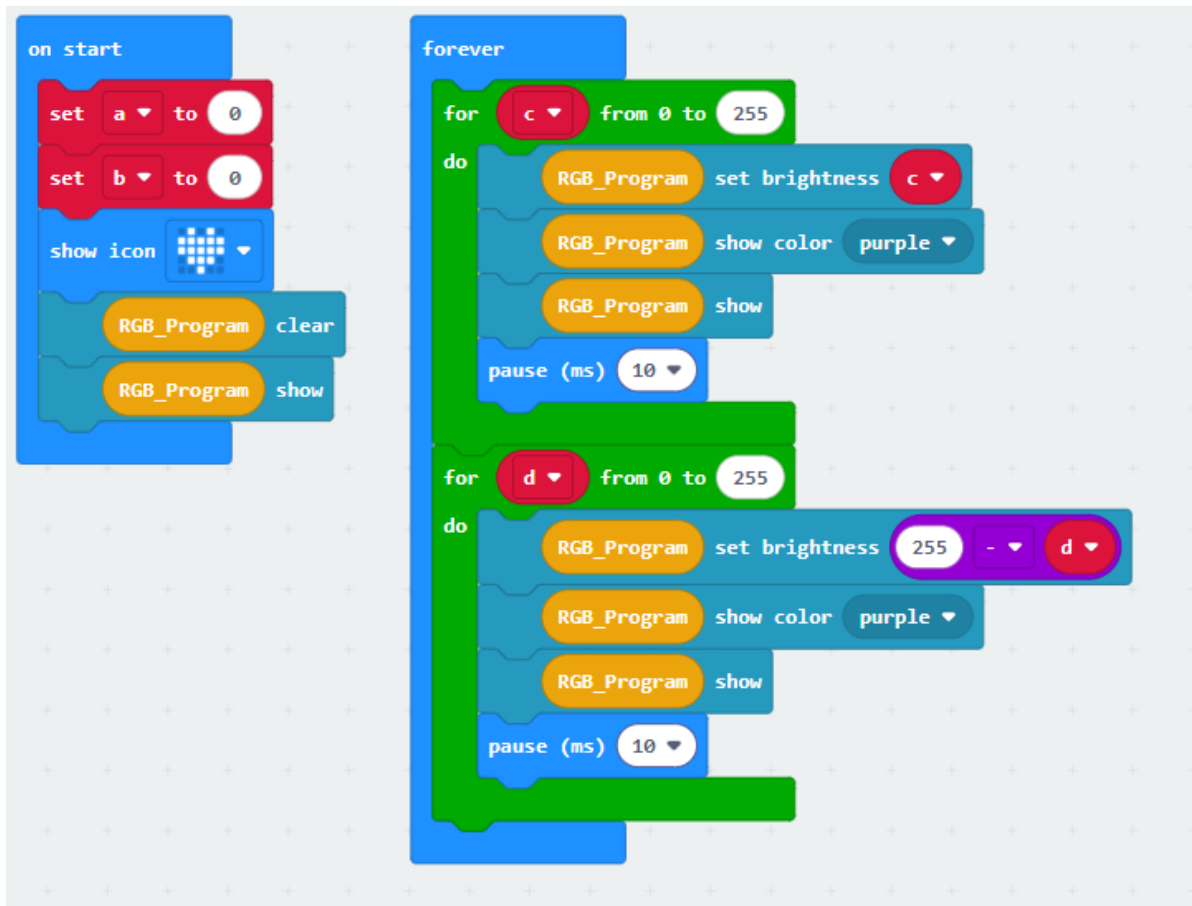 on start
set a to 0
set b to 0
show icon
RGB_Program clear
RGB_Program show
forever
for c from 0 to 255
do
RGB_Program set brightness c
RGB_Program show color purple
RGB_Program show
pause (ms) 10
for d from 0 to 255
do
RGB_Program set brightness 255 - d
RGB_Program show color purple
RGB_Program show
pause (ms) 10